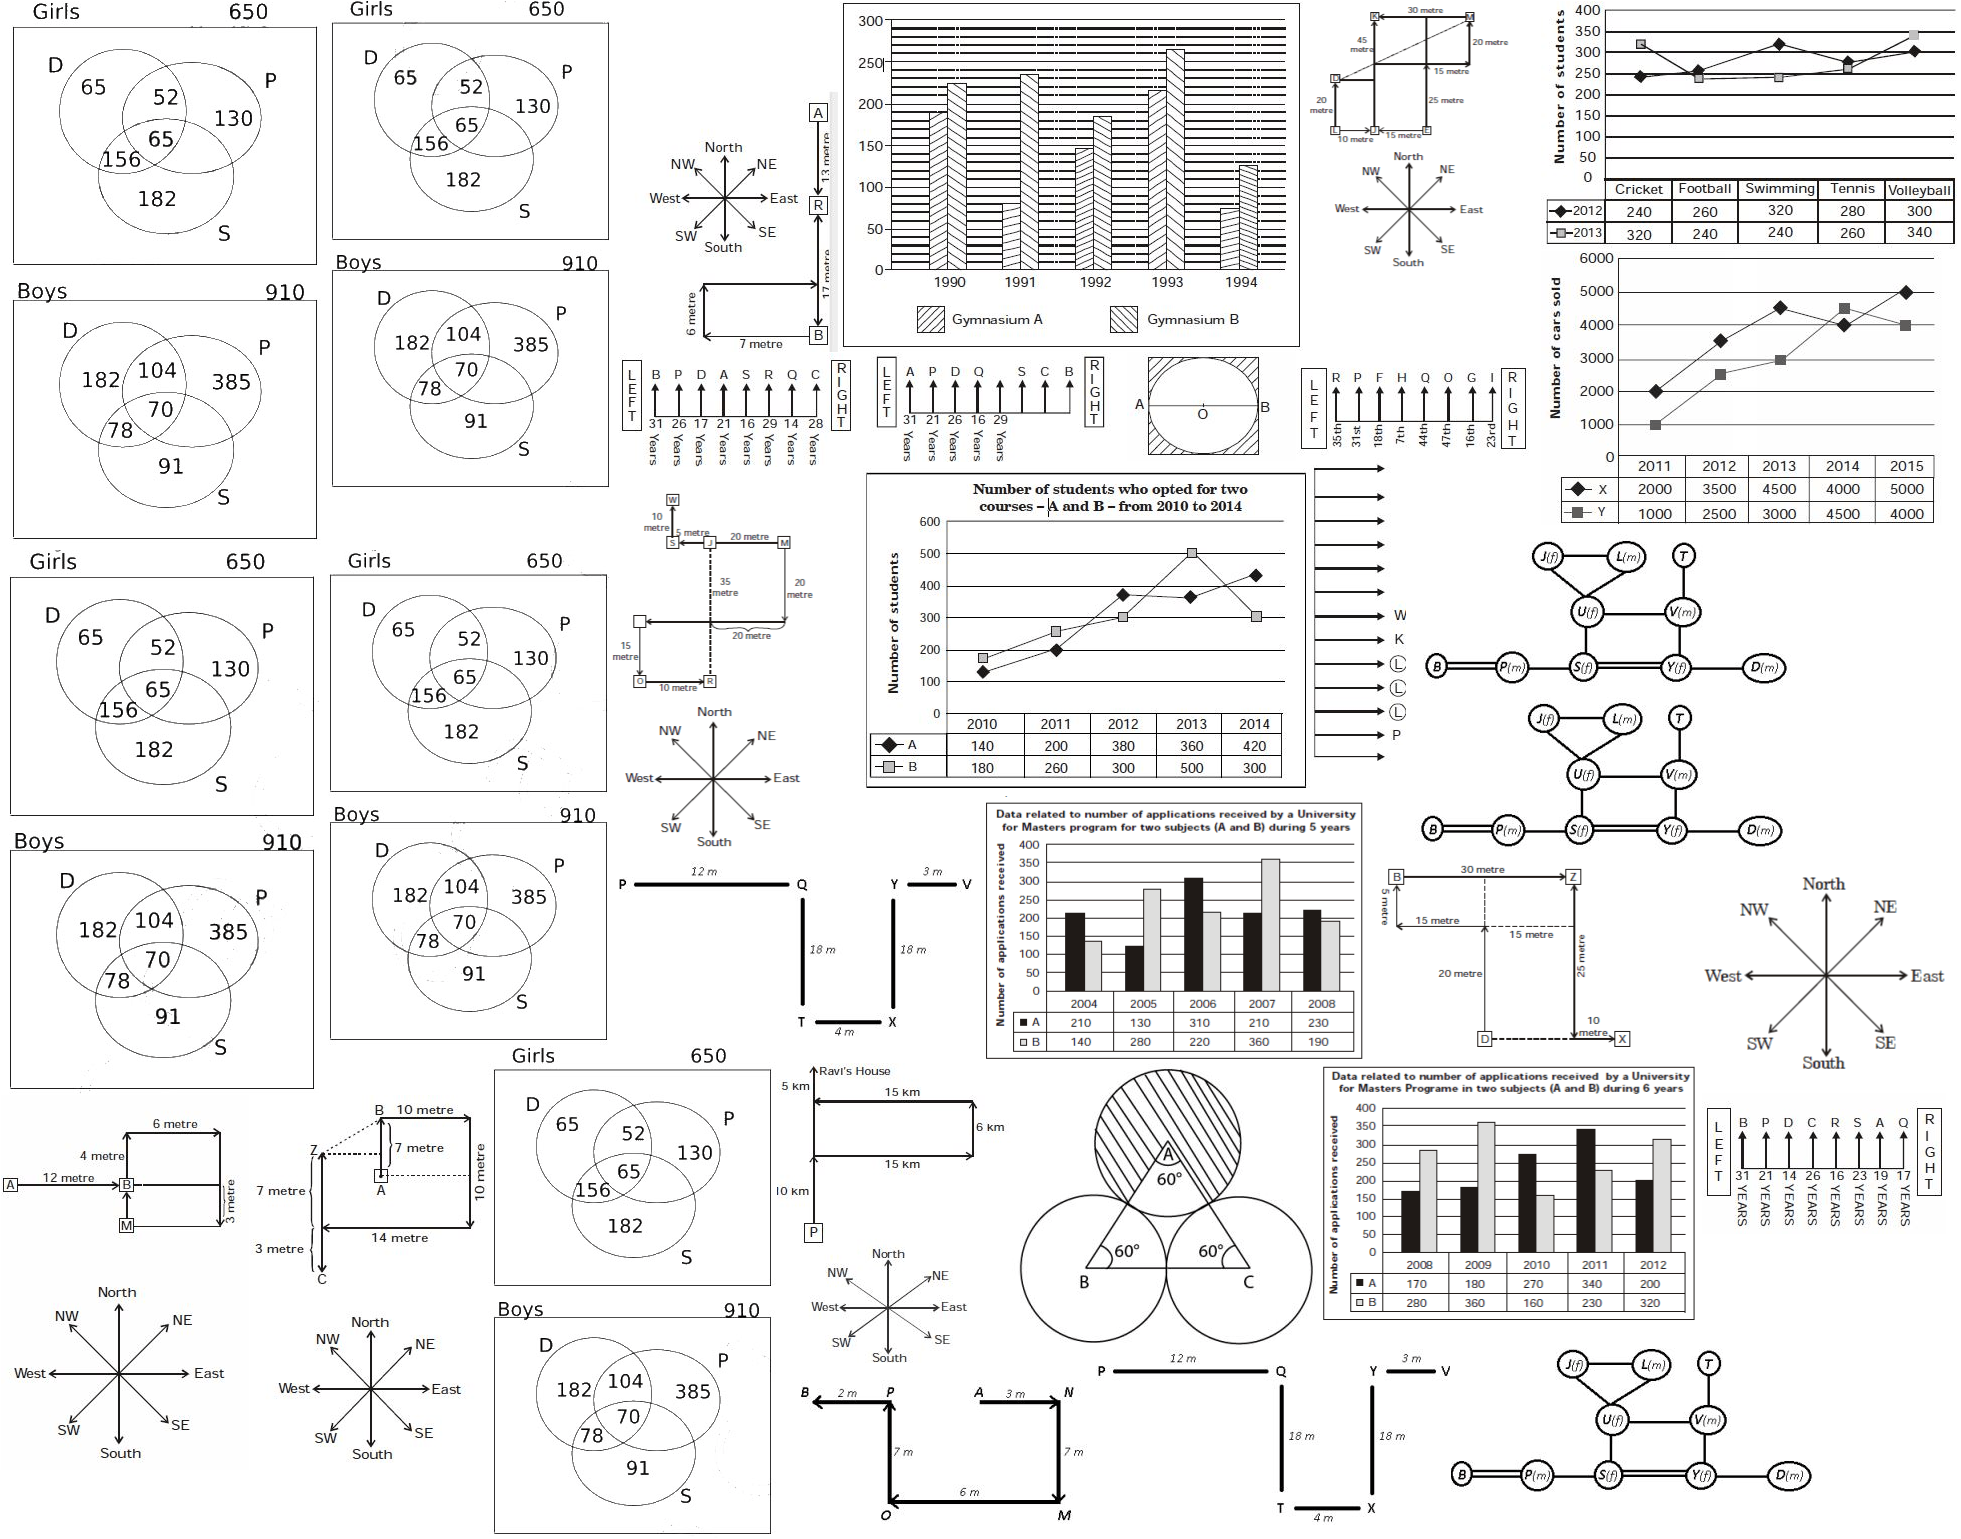 Girls 650
D
65
52
P
130
65
156
182
S
Boys 910
D
P
182
104
385
70
78
91
S
Girls 650
D
65
52
P
130
65
156
182
S
Boys 910
D
P
182
104
385
70
78
91
S
A
13 metre
R
17 metre
B
7 metre
6 metre
North
NW NE
West East
SW SE
South
300
250
200
150
100
50
0
1990 1991 1992 1993 1994
Gymnasium A Gymnasium B
30 metre
K M
45 metre
20 metre
15 metre
D
20 metre
25 metre
L J E
10 metre 15 metre
North
NW NE
West East
SW SE
South
Number of students
400
350
300
250
200
150
100
50
0
Cricket Football Swimming Tennis Volleyball
2012 240 260 320 280 300
2013 320 240 240 260 340
Number of cars sold
6000
5000
4000
3000
2000
1000
0
2011 2012 2013 2014 2015
X 2000 3500 4500 4000 5000
Y 1000 2500 3000 4500 4000
LEFT B P D A S R Q C RIGHT
31 Years 26 Years 17 Years 21 Years 16 Years 29 Years 14 Years 28 Years
LEFT A P D Q S C B RIGHT
31 Years 21 Years 26 Years 16 Years 29 Years
A O B
LEFT R P F H Q O G I RIGHT
35th 31st 18th 7th 44th 47th 16th 23rd
W
K
L
L
L
P
W
10 metre
S 5 metre J 20 metre M
35 metre
20 metre
20 metre
15 metre
O 10 metre R
North
NW NE
West East
SW SE
South
Number of students who opted for two
courses – A and B – from 2010 to 2014
Number of students
600
500
400
300
200
100
0
2010 2011 2012 2013 2014
A 140 200 380 360 420
B 180 260 300 500 300
J(f) L(m) T
U(f) V(m)
B P(m) S(f) Y(f) D(m)
J(f) L(m) T
U(f) V(m)
B P(m) S(f) Y(f) D(m)
Girls 650
D
65
52
P
130
65
156
182
S
Boys 910
D
P
182
104
385
70
78
91
S
Girls 650
D
65
52
P
130
65
156
182
S
Boys 910
D
P
182
104
385
70
78
91
S
P 12 m Q Y 3 m V
18 m 18 m
T 4 m X
Data related to number of applications received by a University
for Masters program for two subjects (A and B) during 5 years
Number of applications received
400
350
300
250
200
150
100
50
0
2004 2005 2006 2007 2008
A 210 130 310 210 230
B 140 280 220 360 190
B 30 metre Z
5 metre
15 metre
15 metre
20 metre
25 metre
D 10 metre X
North
NW NE
West East
SW SE
South
6 metre
4 metre
A 12 metre B
3 metre
M
North
NW NE
West East
SW SE
South
B 10 metre
Z 7 metre
A
10 metre
7 metre
14 metre
3 metre
C
North
NW NE
West East
SW SE
South
Girls 650
D
65
52
P
130
65
156
182
S
Boys 910
D
P
182
104
385
70
78
91
S
Ravi's House
5 km
15 km
6 km
15 km
10 km
P
North
NW NE
West East
SW SE
South
A
60°
60° 60°
B C
Data related to number of applications received by a University
for Masters Programe in two subjects (A and B) during 6 years
Number of applications received
400
350
300
250
200
150
100
50
0
2008 2009 2010 2011 2012
A 170 180 270 340 200
B 280 360 160 230 320
LEFT B P D C R S A Q RIGHT
31 YEARS 21 YEARS 14 YEARS 26 YEARS 16 YEARS 23 YEARS 19 YEARS 17 YEARS
B 2 m P A 3 m N
7 m 7 m
O 6 m M
P 12 m Q Y 3 m V
18 m 18 m
T 4 m X
J(f) L(m) T
U(f) V(m)
B P(m) S(f) Y(f) D(m)